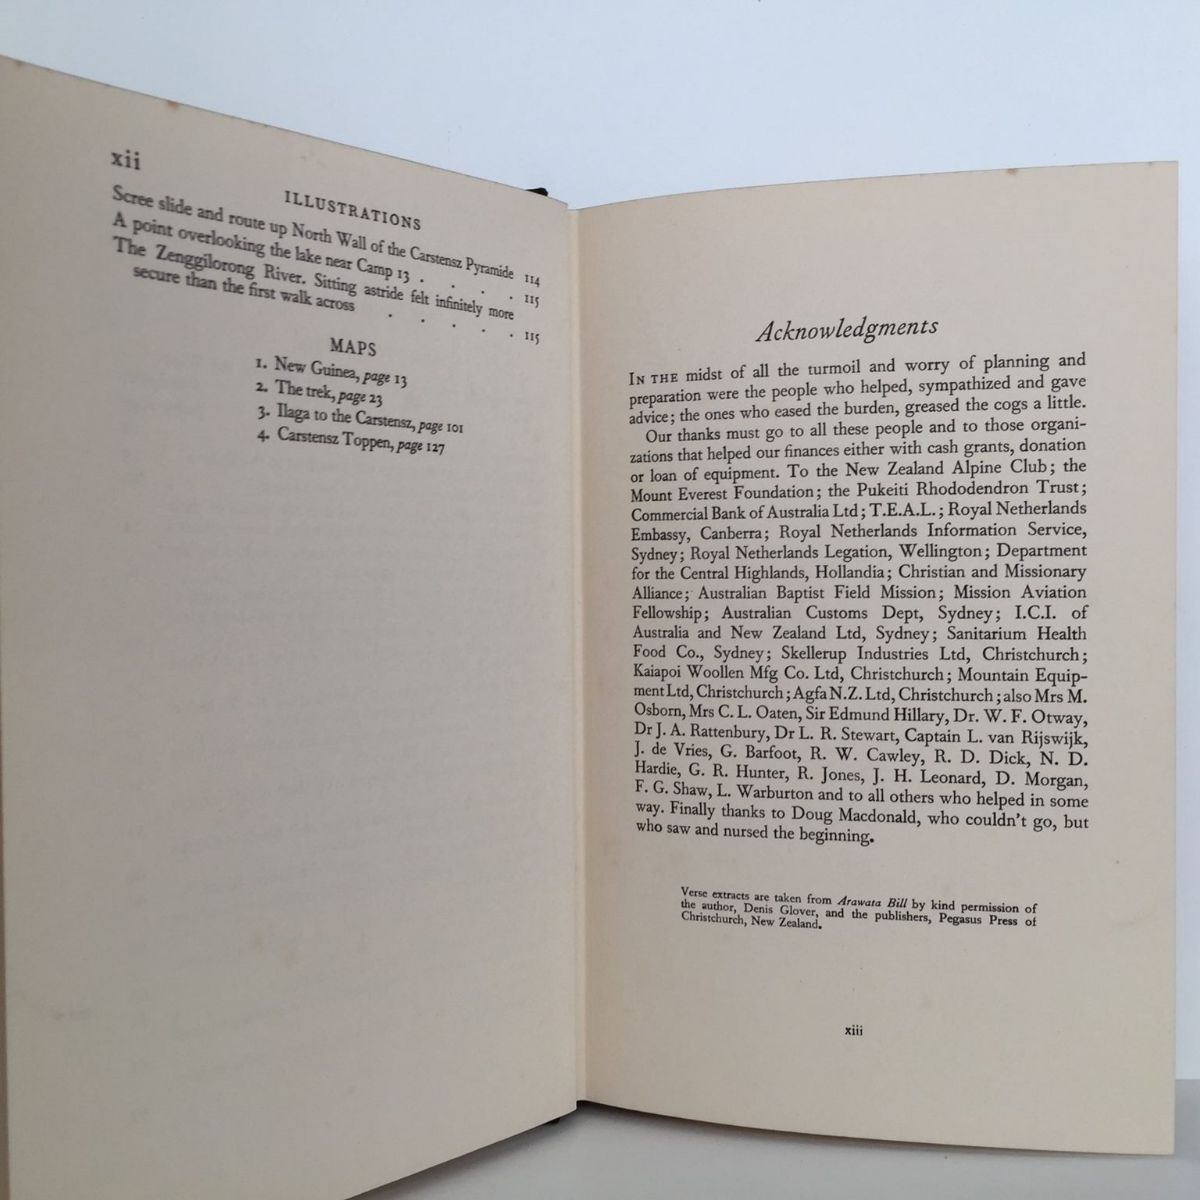 xii
ILLUSTRATIONS
Scree slide and route up North Wall of the Carstensz Pyramide 114
A point overlooking the lake near Camp 13 . . . . 115
The Zenggilorong River. Sitting astride felt infinitely more
secure than the first walk across . . . . . 115
MAPS
1. New Guinea, page 13
2. The trek, page 23
3. Ilaga to the Carstensz, page 101
4. Carstensz Toppen, page 127
Acknowledgments
IN THE midst of all the turmoil and worry of planning and
preparation were the people who helped, sympathized and gave
advice; the ones who eased the burden, greased the cogs a little.
Our thanks must go to all these people and to those organi-
zations that helped our finances either with cash grants, donation
or loan of equipment. To the New Zealand Alpine Club; the
Mount Everest Foundation; the Pukeiti Rhododendron Trust;
Commercial Bank of Australia Ltd; T.E.A.L.; Royal Netherlands
Embassy, Canberra; Royal Netherlands Information Service,
Sydney; Royal Netherlands Legation, Wellington; Department
for the Central Highlands, Hollandia; Christian and Missionary
Alliance; Australian Baptist Field Mission; Mission Aviation
Fellowship; Australian Customs Dept, Sydney; I.C.I. of
Australia and New Zealand Ltd, Sydney; Sanitarium Health
Food Co., Sydney; Skellerup Industries Ltd, Christchurch;
Kaiapoi Woollen Mfg Co. Ltd, Christchurch; Mountain Equip-
ment Ltd, Christchurch; Agfa N.Z. Ltd, Christchurch; also Mrs M.
Osborn, Mrs C. L. Oaten, Sir Edmund Hillary, Dr. W. F. Otway,
Dr J. A. Rattenbury, Dr L. R. Stewart, Captain L. van Rijswijk,
J. de Vries, G. Barfoot, R. W. Cawley, R. D. Dick, N. D.
Hardie, G. R. Hunter, R. Jones, J. H. Leonard, D. Morgan,
F. G. Shaw, L. Warburton and to all others who helped in some
way. Finally thanks to Doug Macdonald, who couldn't go, but
who saw and nursed the beginning.
Verse extracts are taken from Arawata Bill by kind permission of
the author, Denis Glover, and the publishers, Pegasus Press of
Christchurch, New Zealand.
xiii